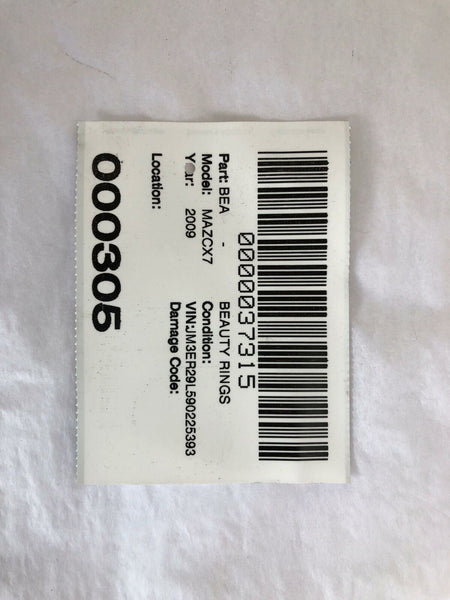 0000037315
Part: BEA - BEAUTY RINGS
Model: MAZCX7 Condition:
Year: 2009 VIN:JM3ER29L590225393
Damage Code:
Location:
000305